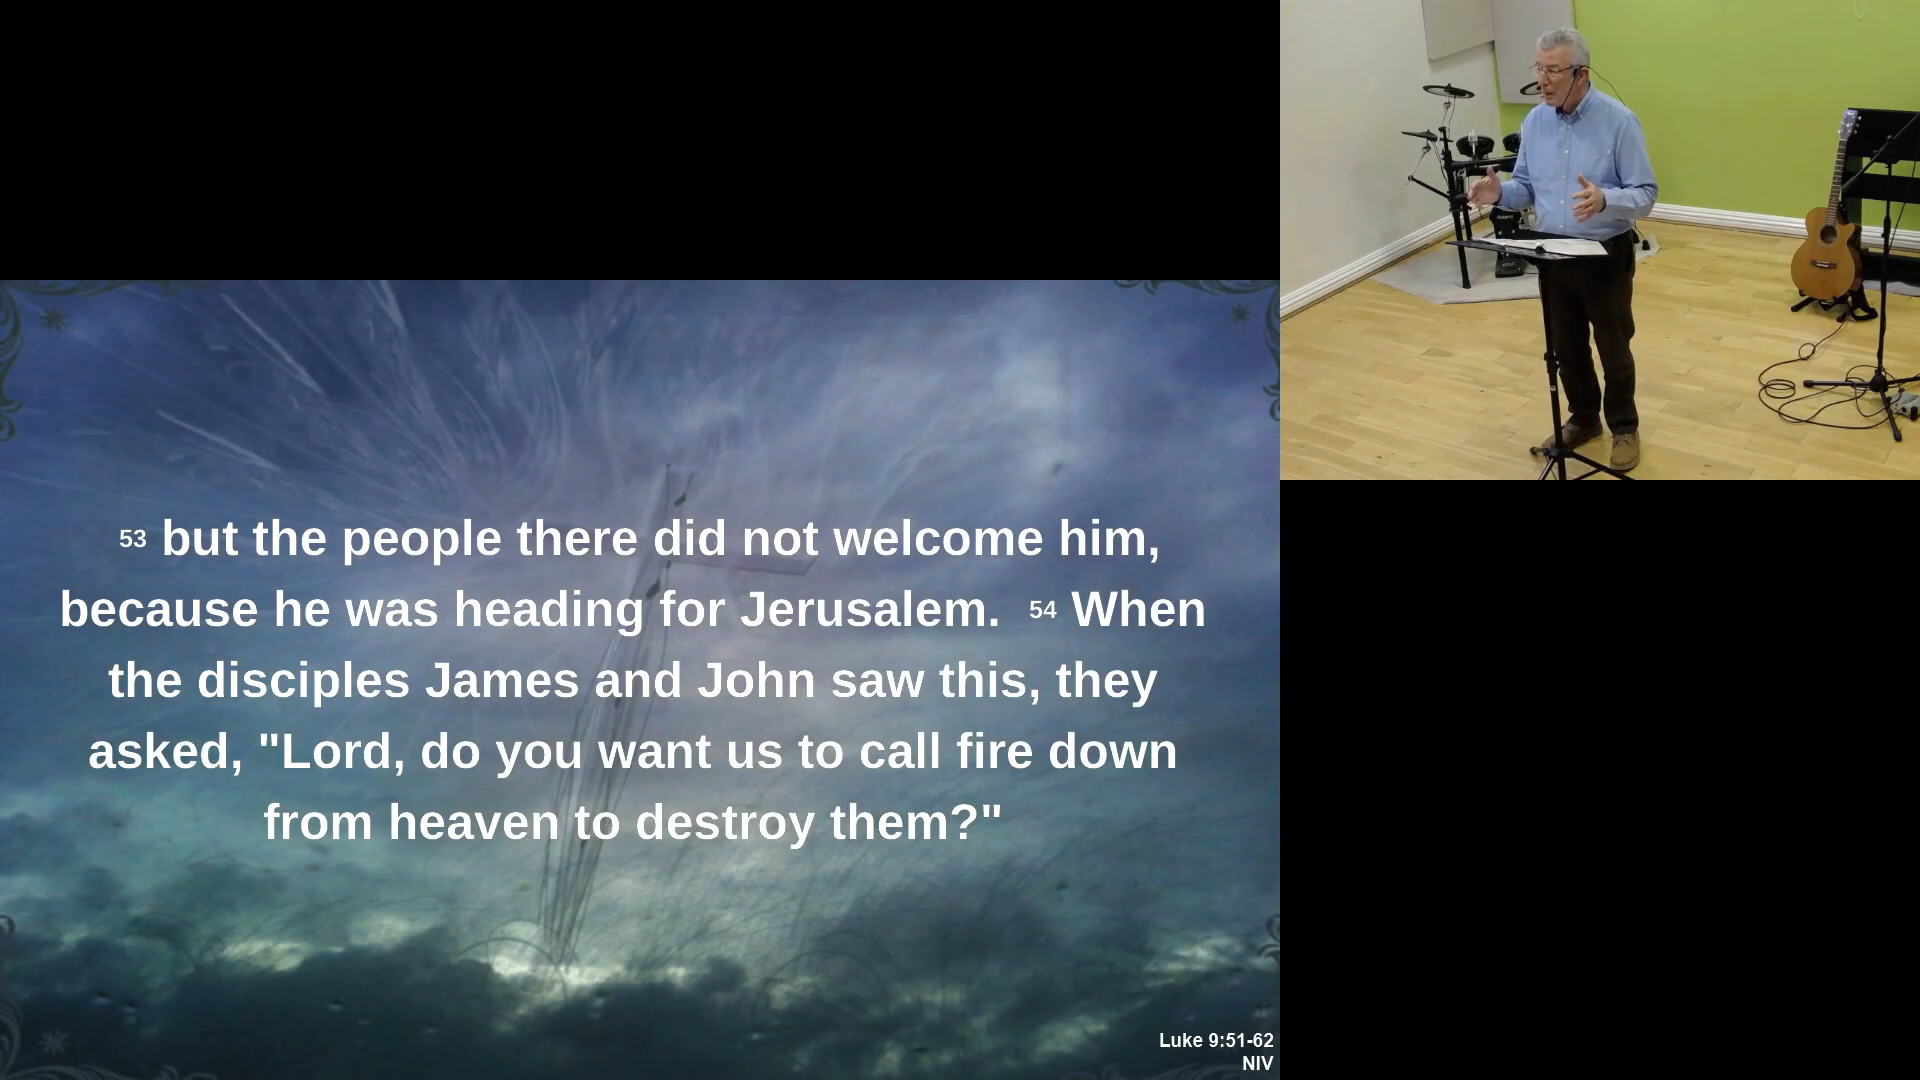 53 but the people there did not welcome him,
because he was heading for Jerusalem. 54 When
the disciples James and John saw this, they
asked, "Lord, do you want us to call fire down
from heaven to destroy them?"
Luke 9:51-62
NIV
Roland